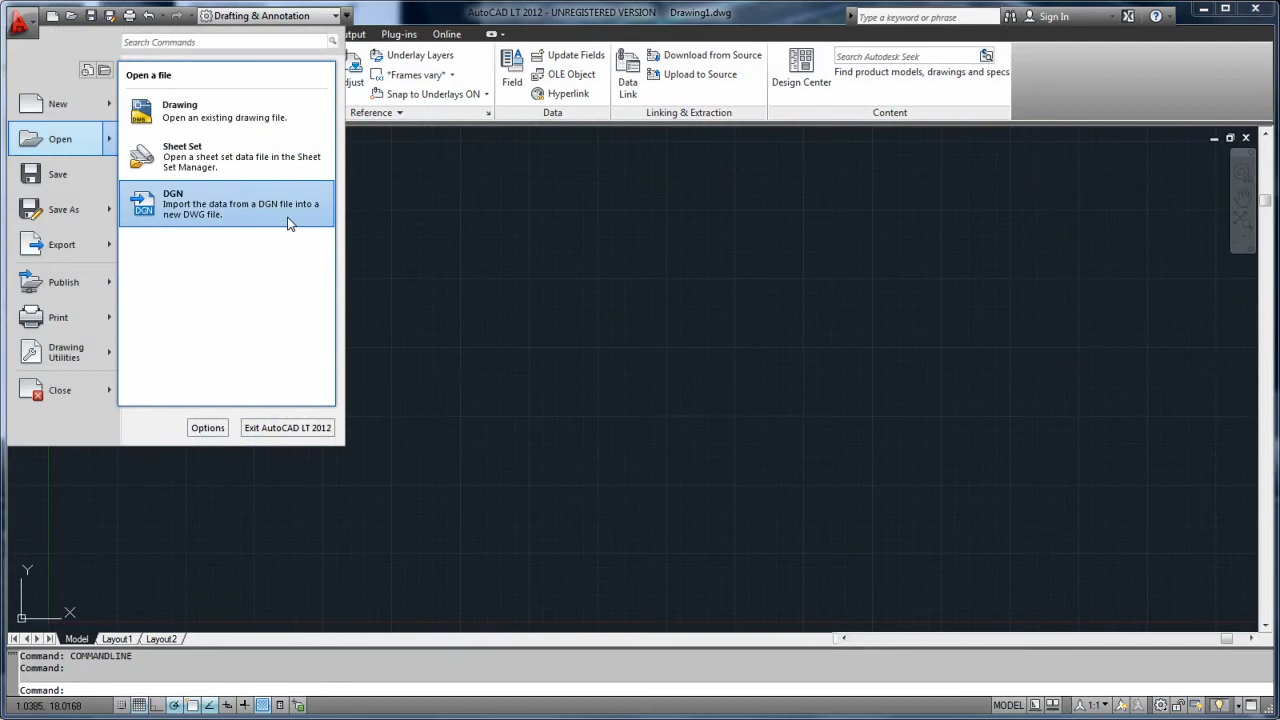 Drafting & Annotation
AutoCAD LT 2012 - UNREGISTERED VERSION Drawing1.dwg
Type a keyword or phrase
Sign In
Search Commands
Plug-ins
Online
Open a file
New
Open
Save
Save As
Export
Publish
Print
Drawing
Utilities
Close
Drawing
Open an existing drawing file.
Sheet Set
Open a sheet set data file in the Sheet
Set Manager.
DGN
Import the data from a DGN file into a
new DWG file.
Options
Exit AutoCAD LT 2012
Underlay Layers
*Frames vary*
Snap to Underlays ON
Reference
Field
Update Fields
OLE Object
Hyperlink
Data
Data
Link
Download from Source
Upload to Source
Linking & Extraction
Design Center
Search Autodesk Seek
Find product models, drawings and specs
Content
Y
X
Model
Layout1
Layout2
Command: COMMANDLINE
Command:
Command:
1.0385, 18.0168
MODEL
1:1